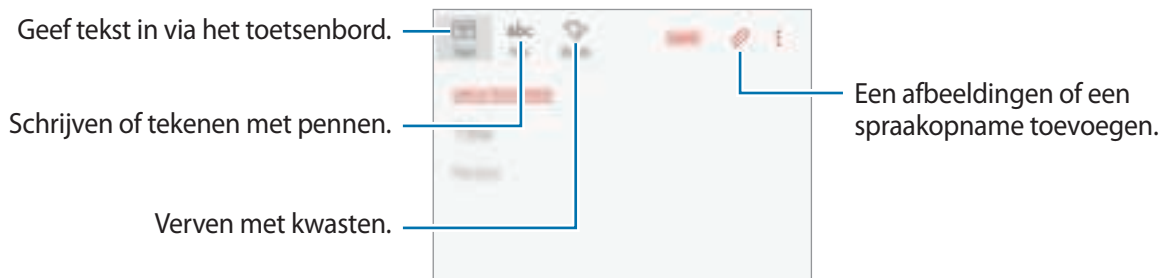 Geef tekst in via het toetsenbord.
abc
Schrijven of tekenen met pennen.
Een afbeeldingen of een
spraakopname toevoegen.
Verven met kwasten.